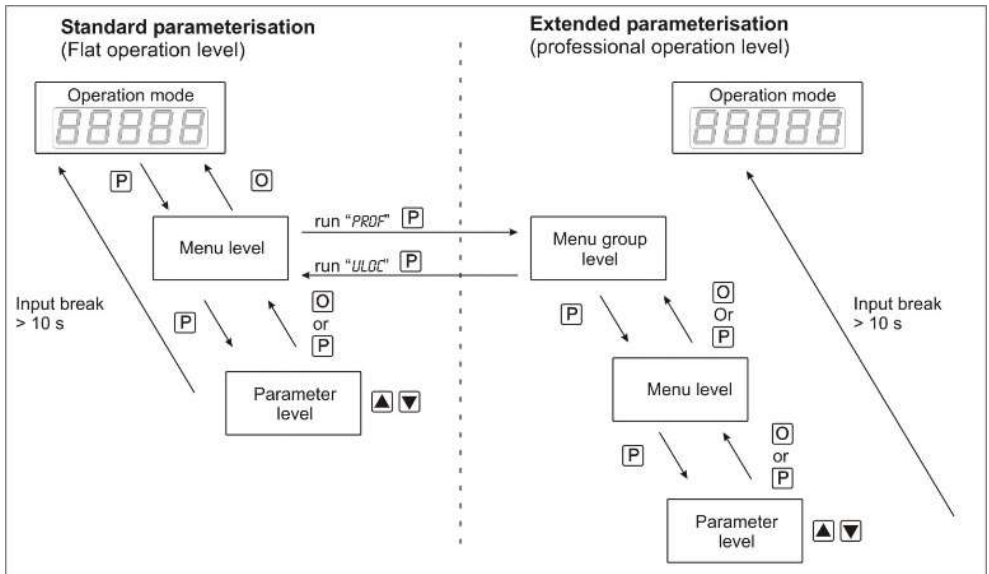 Standard parameterisation
(Flat operation level)
Operation mode
88888
P
O
Menu level
run "PROF" P
run "ULOC" P
Input break
> 10 s
P
O
or
P
Parameter
level
▲ ▼
Extended parameterisation
(professional operation level)
Operation mode
88888
Menu group
level
P
O
Or
P
Input break
> 10 s
Menu level
P
O
or
P
Parameter
level
▲ ▼